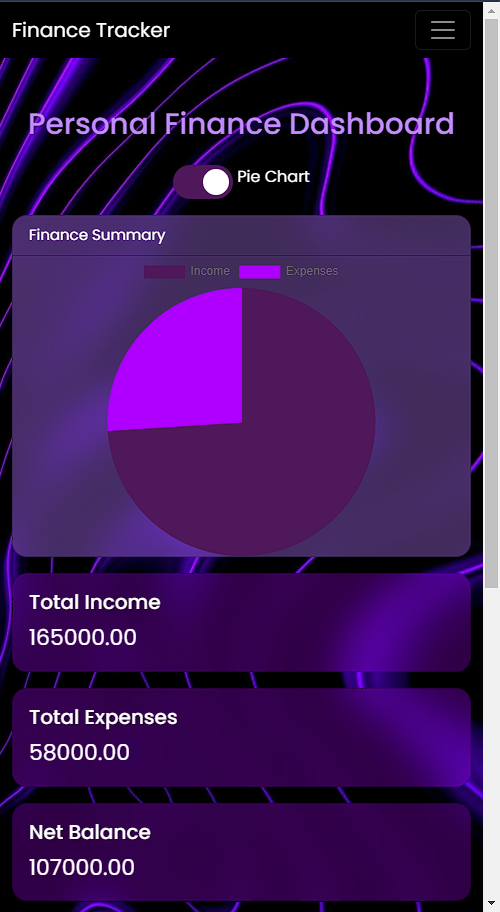 Finance Tracker
Personal Finance Dashboard
Pie Chart
Finance Summary
Income Expenses
Total Income
165000.00
Total Expenses
58000.00
Net Balance
107000.00